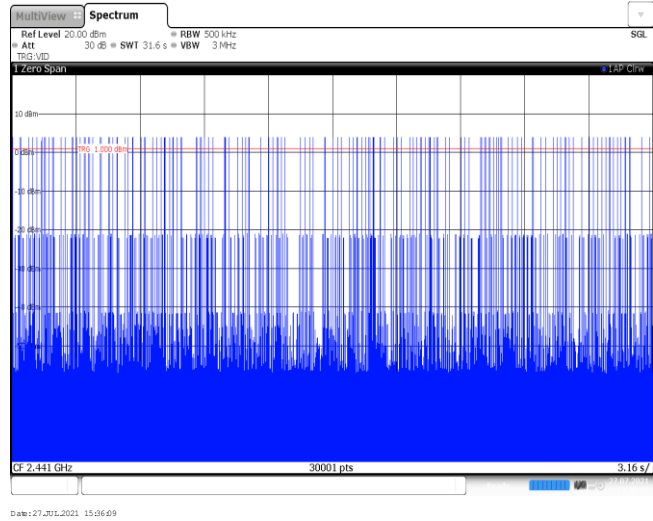 MultiView Spectrum
Ref Level 20.00 dBm RBW 500 kHz SGL
Att 30 dB SWT 31.6 s VBW 3 MHz
TRG:VID
1 Zero Span 1AP Clrw
10 dBm
0 dBm
TRG 1.000 dBm
-10 dBm
-20 dBm
CF 2.441 GHz 30001 pts 3.16 s/
Date:27.JUL.2021 15:36:09